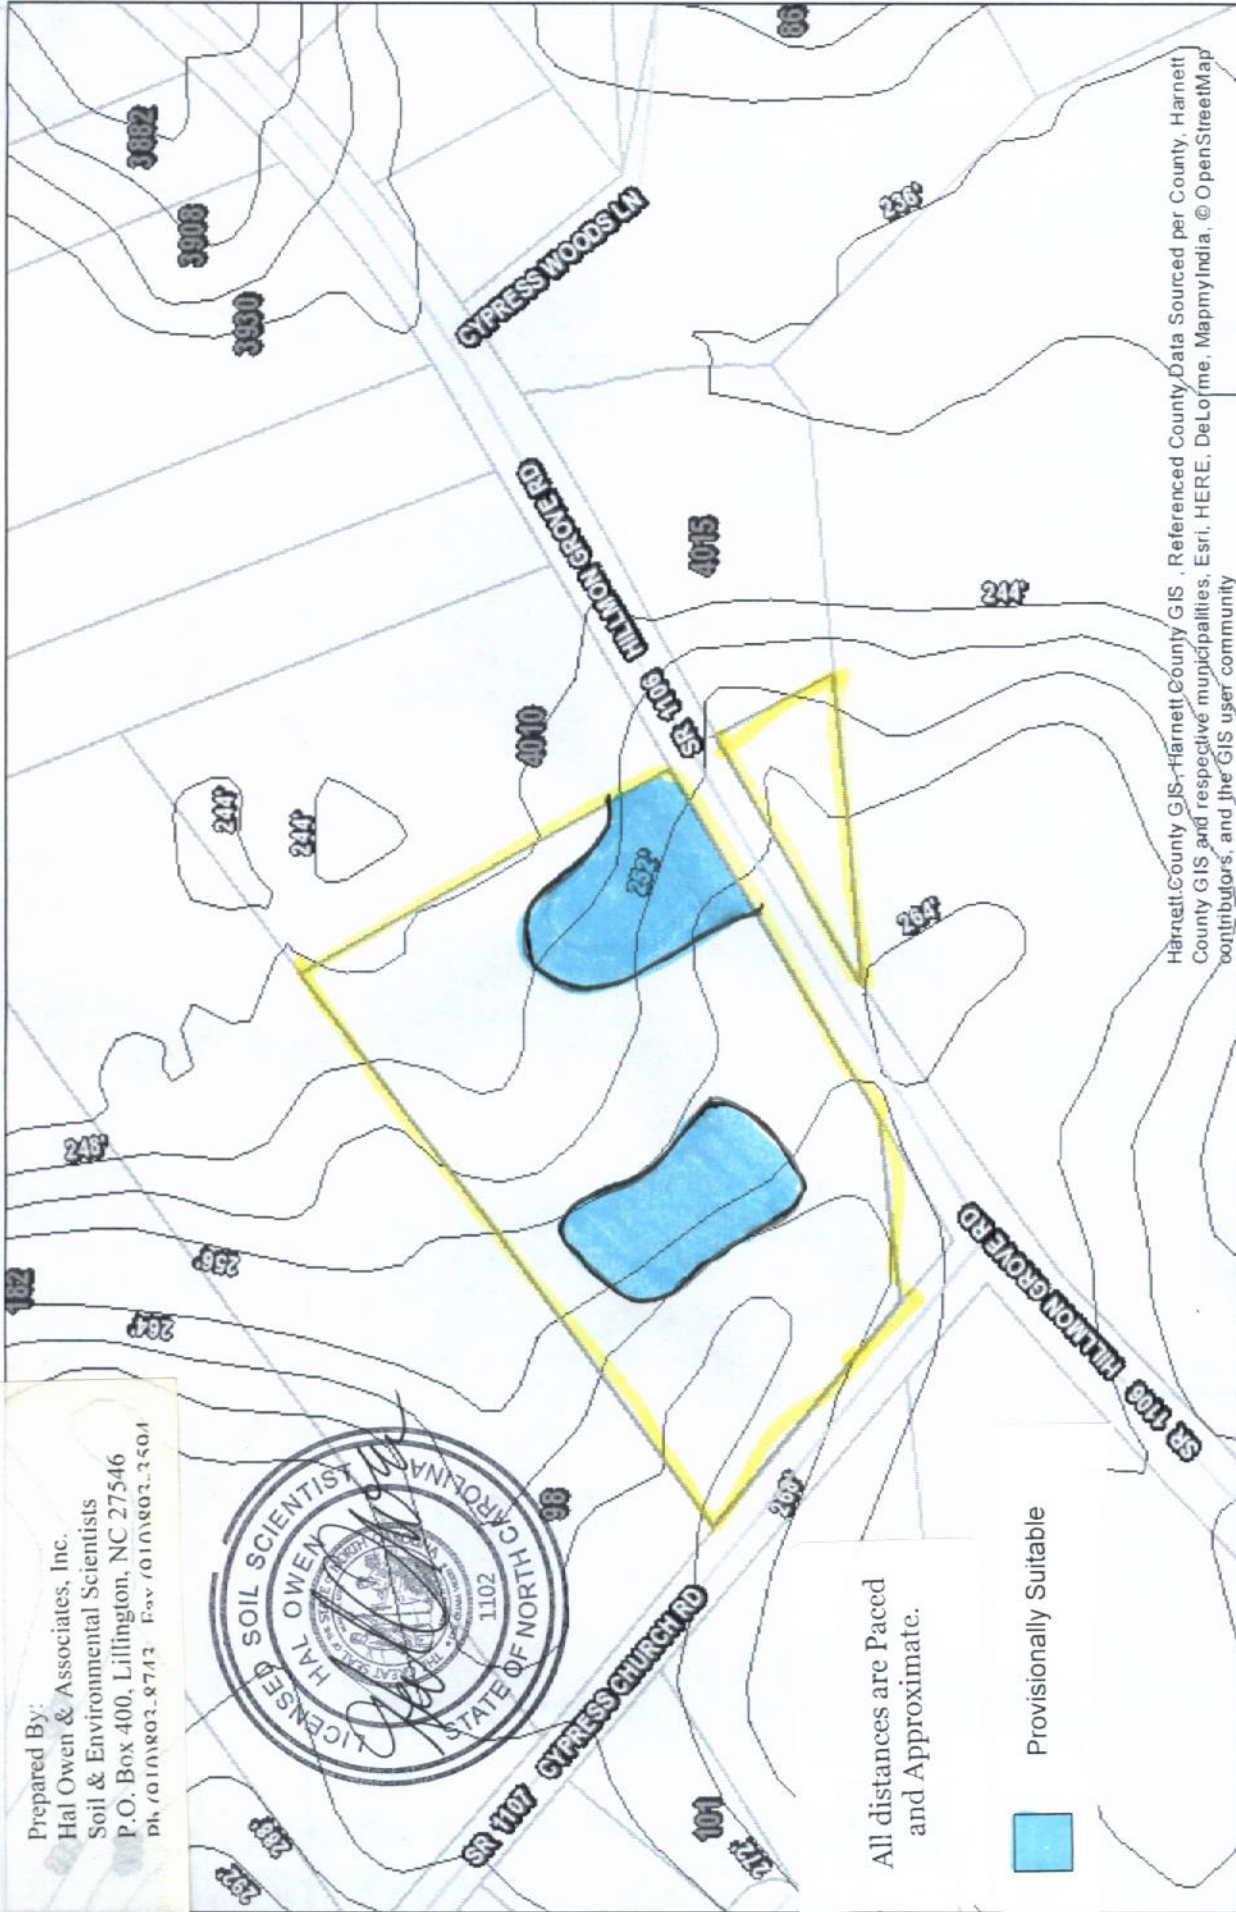 Prepared By:
Hal Owen & Associates, Inc.
Soil & Environmental Scientists
P.O. Box 400, Lillington, NC 27546
LICENSED SOIL SCIENTIST
HAL OWEN
1102
STATE OF NORTH CAROLINA
182
264'
256'
248'
244'
244'
3930
3908
3882
86
292'
288'
98
4010
252'
SR 1106 HILLMON GROVE RD
CYPRESS WOODS LN
4015
236'
SR 1107 CYPRESS CHURCH RD
268'
264'
244'
101
272'
SR 1106 HILLMON GROVE RD
All distances are Paced
and Approximate.
Provisionally Suitable
Harnett County GIS, Harnett County GIS , Referenced County Data Sourced per County, Harnett
County GIS and respective municipalities, Esri, HERE, DeLorme, MapmyIndia, © OpenStreetMap
contributors, and the GIS user community